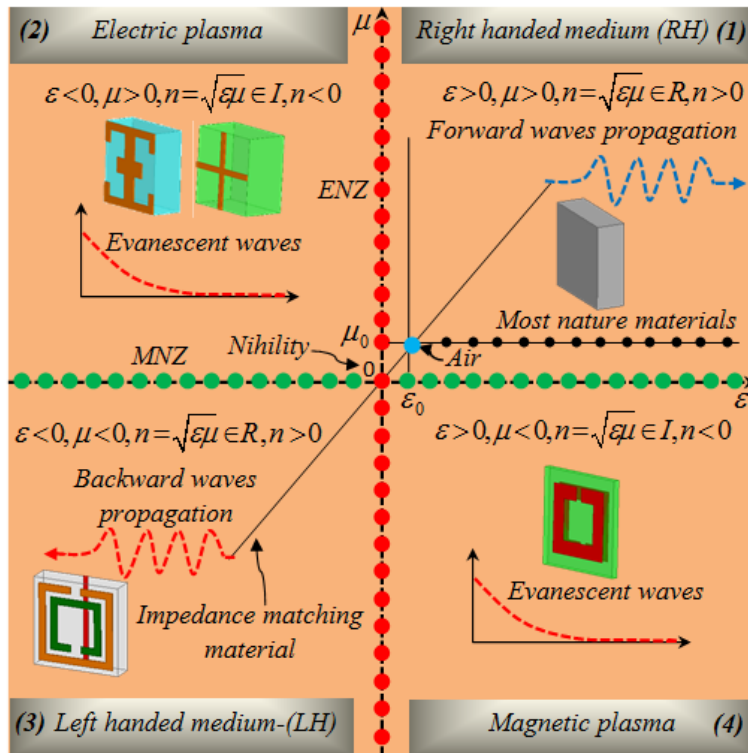 (2) Electric plasma
μ
Right handed medium (RH) (1)
ε<0, μ>0, n=√εμ∈I, n<0
ε>0, μ>0, n=√εμ∈R, n>0
Forward waves propagation
ENZ
Evanescent waves
Most nature materials
μ₀
Nihility
Air
MNZ
0
ε₀
ε
ε<0, μ<0, n=√εμ∈R, n>0
ε>0, μ<0, n=√εμ∈I, n<0
Backward waves
propagation
Impedance matching
material
Evanescent waves
(3) Left handed medium-(LH)
Magnetic plasma (4)